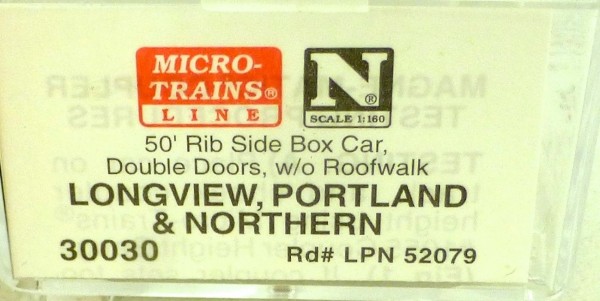 MICRO-
TRAINS®
LINE
N®
SCALE 1:160
50' Rib Side Box Car,
Double Doors, w/o Roofwalk
LONGVIEW, PORTLAND
& NORTHERN
30030 Rd# LPN 52079